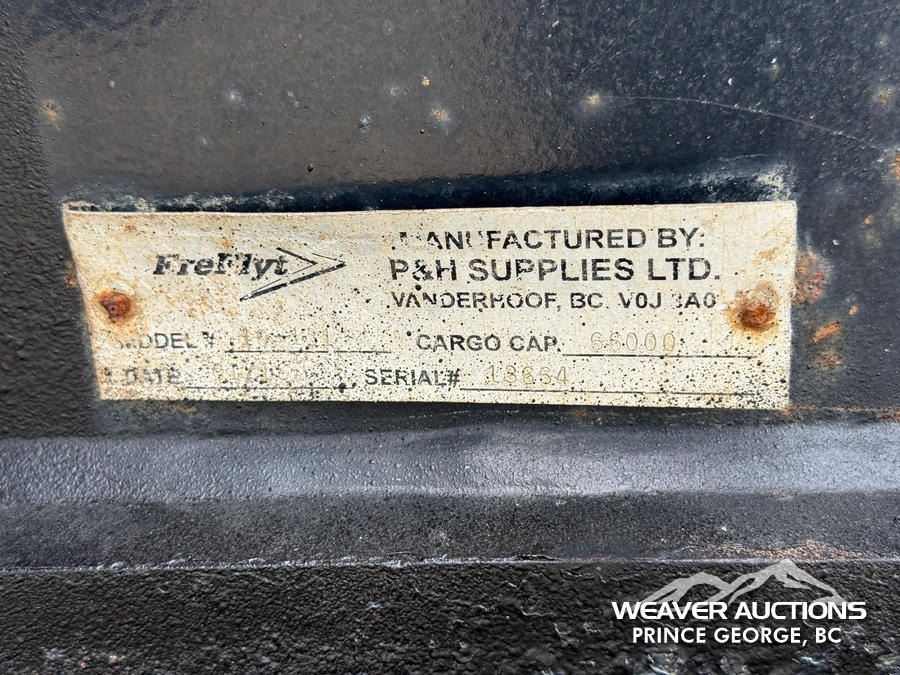 FreFlyt
MANUFACTURED BY:
P&H SUPPLIES LTD.
VANDERHOOF, BC. V0J 3A0
MODEL #
CARGO CAP. 66000
DATE
SERIAL# 13664
WEAVER AUCTIONS
PRINCE GEORGE, BC